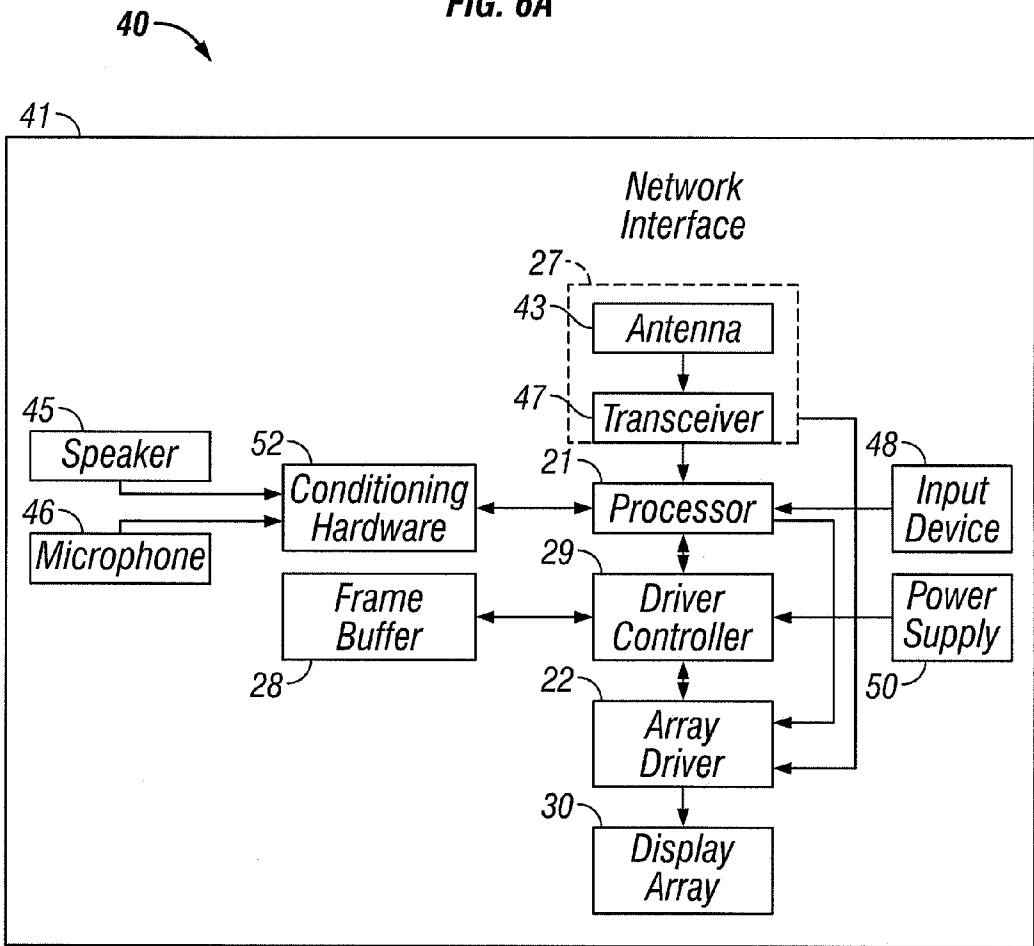 FIG. 6A
40
41
Network
Interface
27
43
Antenna
47
Transceiver
45
Speaker
52
Conditioning
Hardware
21
Processor
48
Input
Device
46
Microphone
29
Driver
Controller
Frame
Buffer
28
Power
Supply
50
22
Array
Driver
30
Display
Array